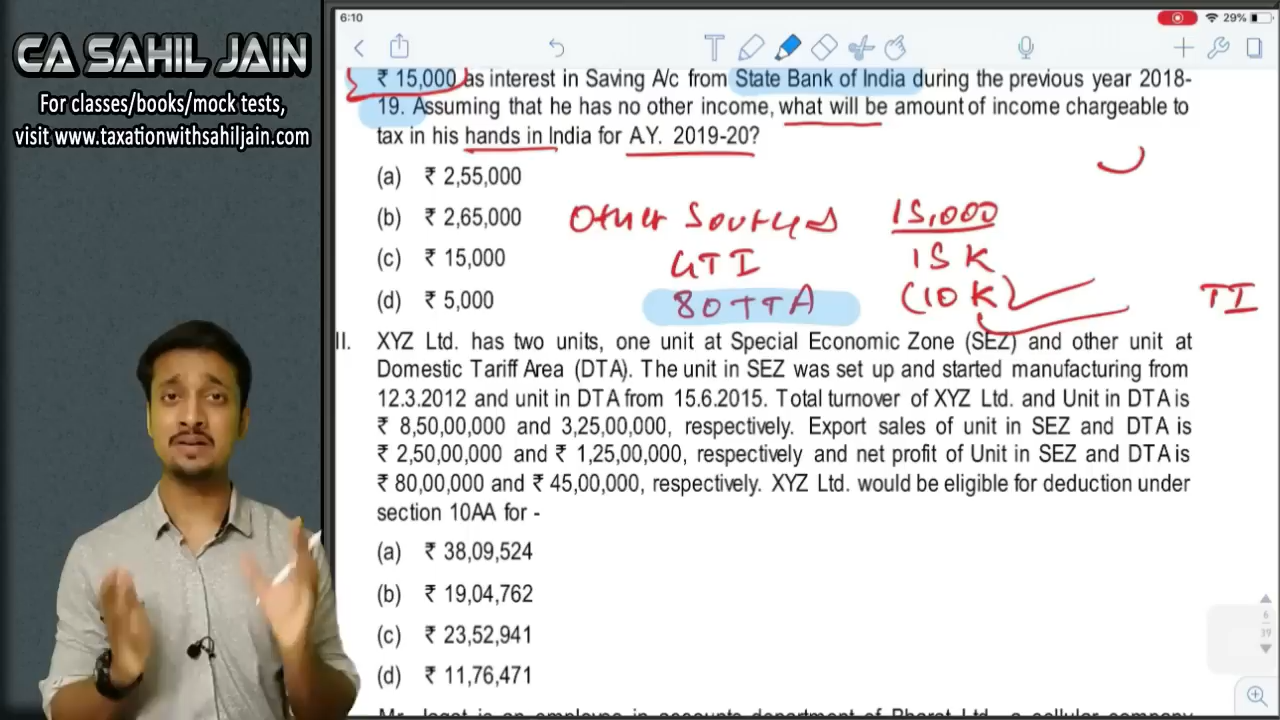 CA SAHIL JAIN
For classes/books/mock tests,
visit www.taxationwithsahiljain.com
6:10
29%
₹ 15,000 as interest in Saving A/c from State Bank of India during the previous year 2018-
19. Assuming that he has no other income, what will be amount of income chargeable to
tax in his hands in India for A.Y. 2019-20?
(a) ₹ 2,55,000
(b) ₹ 2,65,000
(c) ₹ 15,000
(d) ₹ 5,000
Other Sources 15,000
GTI 15 K
80TTA (10K)
TI
II. XYZ Ltd. has two units, one unit at Special Economic Zone (SEZ) and other unit at
Domestic Tariff Area (DTA). The unit in SEZ was set up and started manufacturing from
12.3.2012 and unit in DTA from 15.6.2015. Total turnover of XYZ Ltd. and Unit in DTA is
₹ 8,50,00,000 and 3,25,00,000, respectively. Export sales of unit in SEZ and DTA is
₹ 2,50,00,000 and ₹ 1,25,00,000, respectively and net profit of Unit in SEZ and DTA is
₹ 80,00,000 and ₹ 45,00,000, respectively. XYZ Ltd. would be eligible for deduction under
section 10AA for -
(a) ₹ 38,09,524
(b) ₹ 19,04,762
(c) ₹ 23,52,941
(d) ₹ 11,76,471
6
39